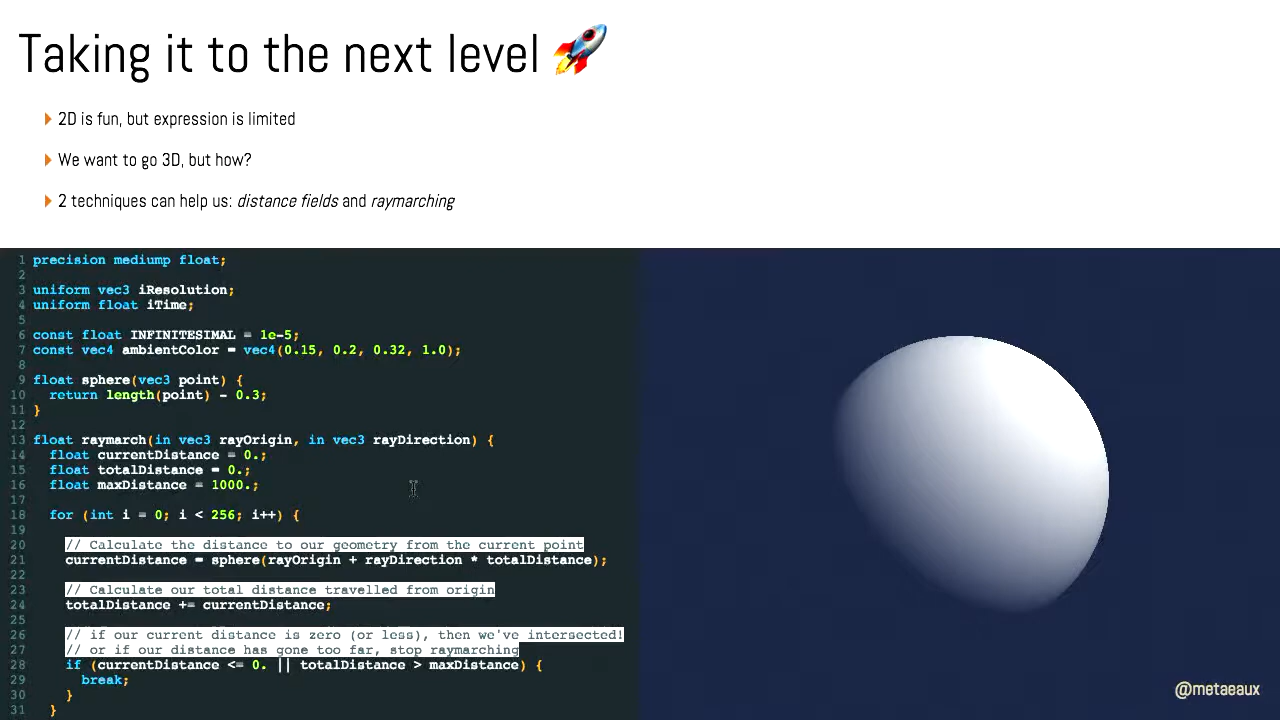 Taking it to the next level 🚀
2D is fun, but expression is limited
We want to go 3D, but how?
2 techniques can help us: distance fields and raymarching
1 precision mediump float;
2
3 uniform vec3 iResolution;
4 uniform float iTime;
5
6 const float INFINITESIMAL = 1e-5;
7 const vec4 ambientColor = vec4(0.15, 0.2, 0.32, 1.0);
8
9 float sphere(vec3 point) {
10   return length(point) - 0.3;
11 }
12
13 float raymarch(in vec3 rayOrigin, in vec3 rayDirection) {
14   float currentDistance = 0.;
15   float totalDistance = 0.;
16   float maxDistance = 1000.;
17
18   for (int i = 0; i < 256; i++) {
19
20     // Calculate the distance to our geometry from the current point
21     currentDistance = sphere(rayOrigin + rayDirection * totalDistance);
22
23     // Calculate our total distance travelled from origin
24     totalDistance += currentDistance;
25
26     // if our current distance is zero (or less), then we've intersected!
27     // or if our distance has gone too far, stop raymarching
28     if (currentDistance <= 0. || totalDistance > maxDistance) {
29       break;
30     }
31   }
@metaeaux